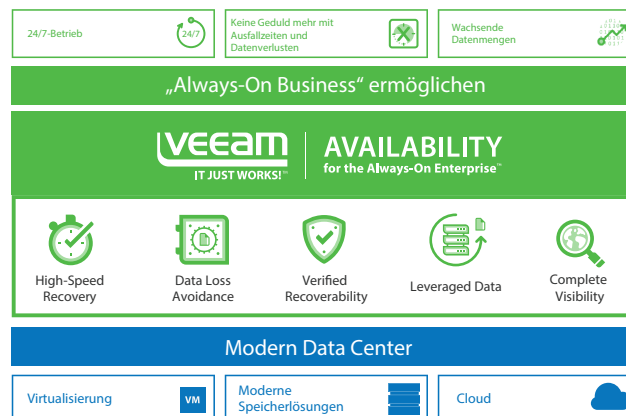 24/7-Betrieb
24/7
Keine Geduld mehr mit
Ausfallzeiten und
Datenverlusten
Wachsende
Datenmengen
„Always-On Business“ ermöglichen
VEEAM
IT JUST WORKS!™
AVAILABILITY
for the Always-On Enterprise™
High-Speed
Recovery
Data Loss
Avoidance
Verified
Recoverability
Leveraged Data
Complete
Visibility
Modern Data Center
Virtualisierung
VM
Moderne
Speicherlösungen
Cloud